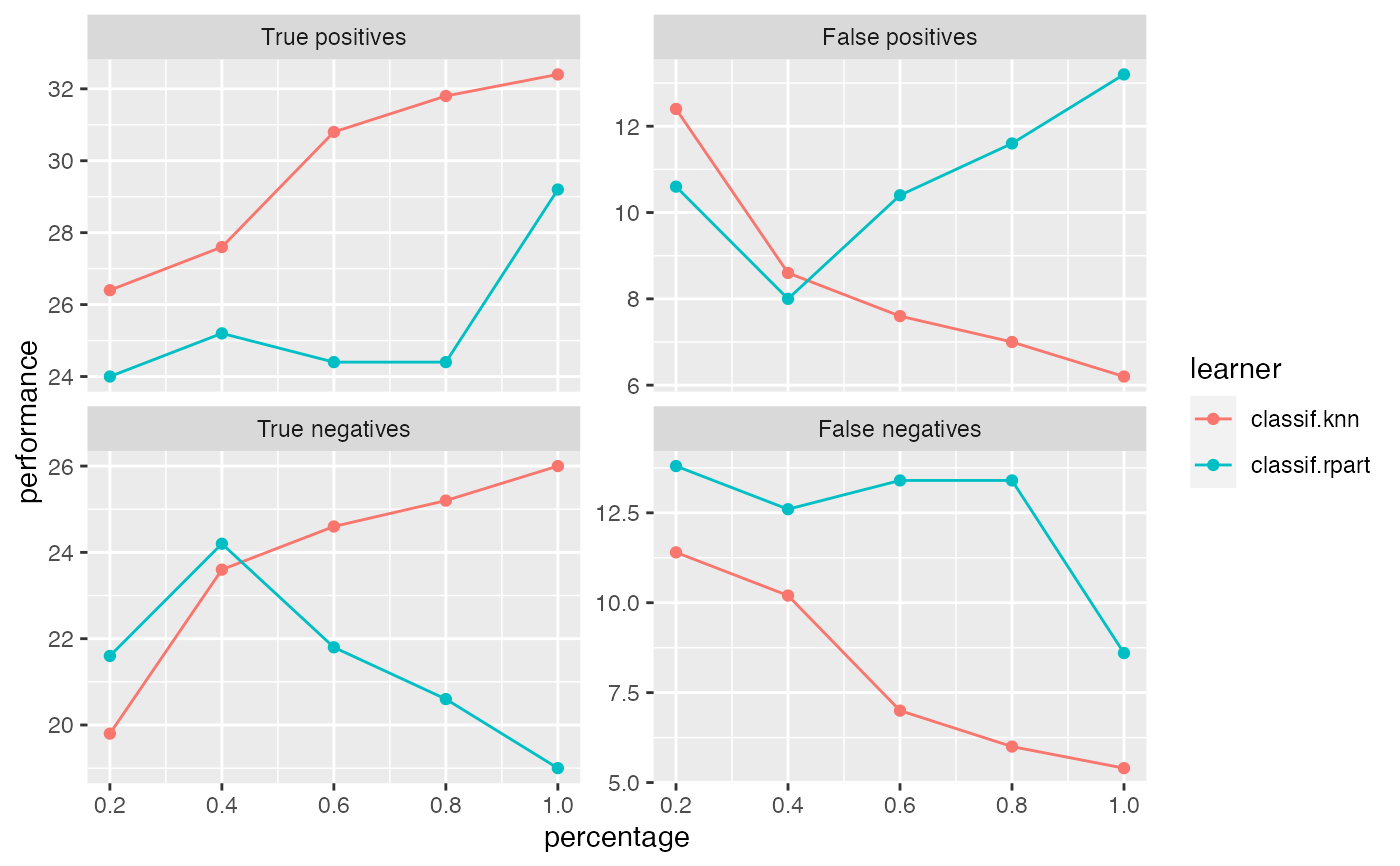 True positives
False positives
32
30
28
26
24
12
10
8
6
True negatives
False negatives
26
24
22
20
12.5
10.0
7.5
5.0
0.2 0.4 0.6 0.8 1.0
0.2 0.4 0.6 0.8 1.0
percentage
performance
learner
classif.knn
classif.rpart